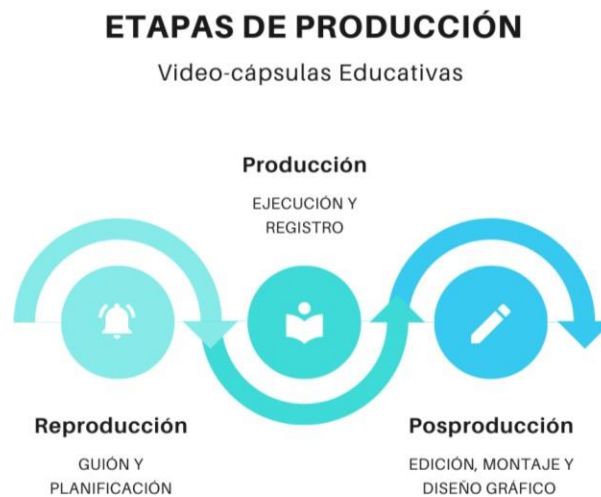 ETAPAS DE PRODUCCIÓN
Video-cápsulas Educativas
Producción
EJECUCIÓN Y
REGISTRO
Reproducción
GUIÓN Y
PLANIFICACIÓN
Posproducción
EDICIÓN, MONTAJE Y
DISEÑO GRÁFICO